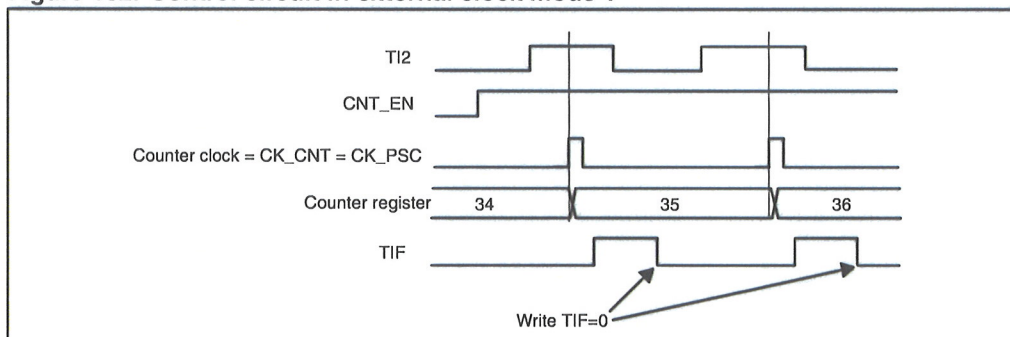 TI2
CNT_EN
Counter clock = CK_CNT = CK_PSC
Counter register 34 35 36
TIF
Write TIF=0